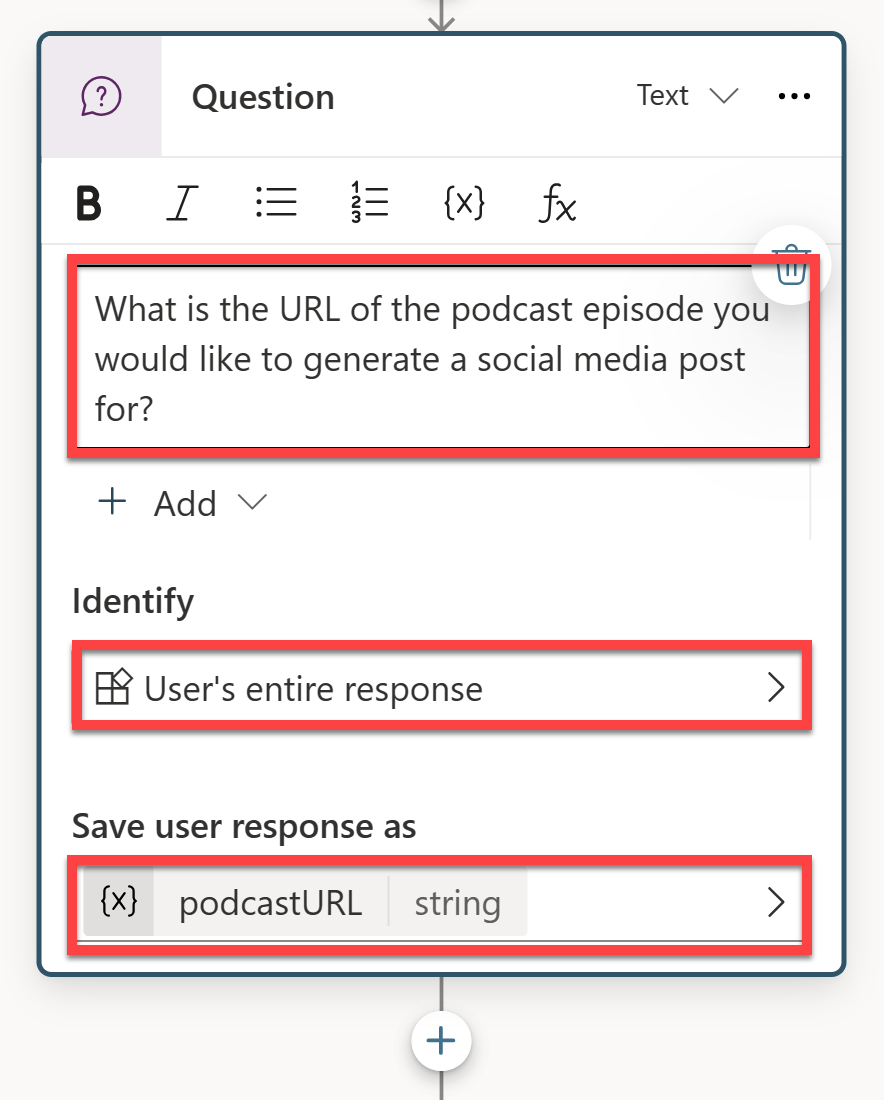 Question
Text
B I {x} fx
What is the URL of the podcast episode you
would like to generate a social media post
for?
Add
Identify
User's entire response
Save user response as
{x} podcastURL string